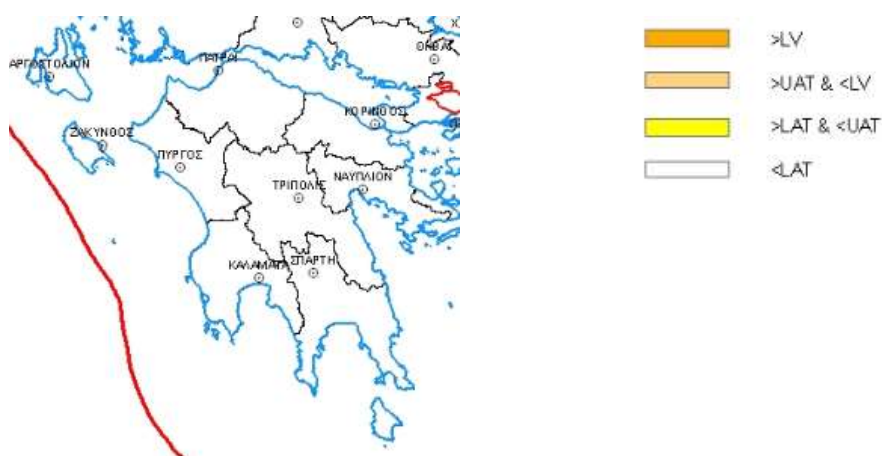 ΘΗΒΑΙ
ΠΑΤΡΑΙ
ΑΡΓΟΣΤΟΛΙΟΝ
ΚΟΡΙΝΘΟΣ
ΖΑΚΥΝΘΟΣ
ΠΥΡΓΟΣ
ΝΑΥΠΛΙΟΝ
ΤΡΙΠΟΛΙΣ
ΚΑΛΑΜΑΤΑ
ΣΠΑΡΤΗ
>LV
>UAT & <LV
>LAT & <UAT
<LAT